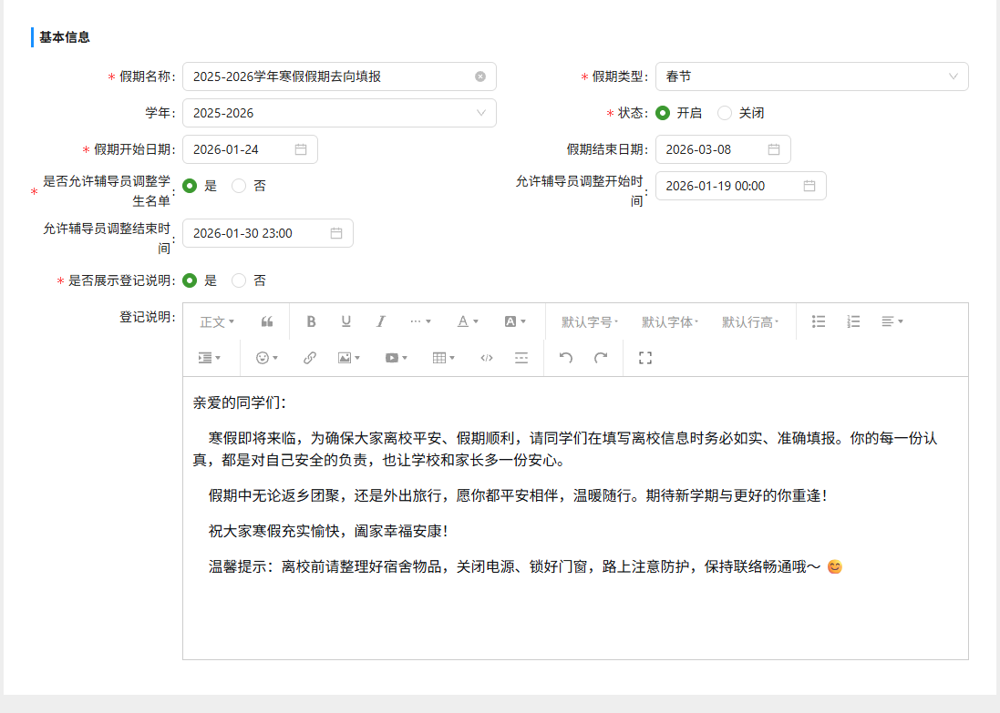 基本信息
* 假期名称: 2025-2026学年寒假假期去向填报
* 假期类型: 春节
学年: 2025-2026
* 状态: 开启 关闭
* 假期开始日期: 2026-01-24
假期结束日期: 2026-03-08
* 是否允许辅导员调整学
生名单: 是 否
允许辅导员调整开始时
间: 2026-01-19 00:00
允许辅导员调整结束时
间: 2026-01-30 23:00
* 是否展示登记说明: 是 否
登记说明:
正文 B U I ··· A A 默认字号 默认字体 默认行高
亲爱的同学们：
寒假即将来临，为确保大家离校平安、假期顺利，请同学们在填写离校信息时务必如实、准确填报。你的每一份认
真，都是对自己安全的负责，也让学校和家长多一份安心。
假期中无论返乡团聚，还是外出旅行，愿你都平安相伴，温暖随行。期待新学期与更好的你重逢！
祝大家寒假充实愉快，阖家幸福安康！
温馨提示：离校前请整理好宿舍物品，关闭电源、锁好门窗，路上注意防护，保持联络畅通哦～ 😊